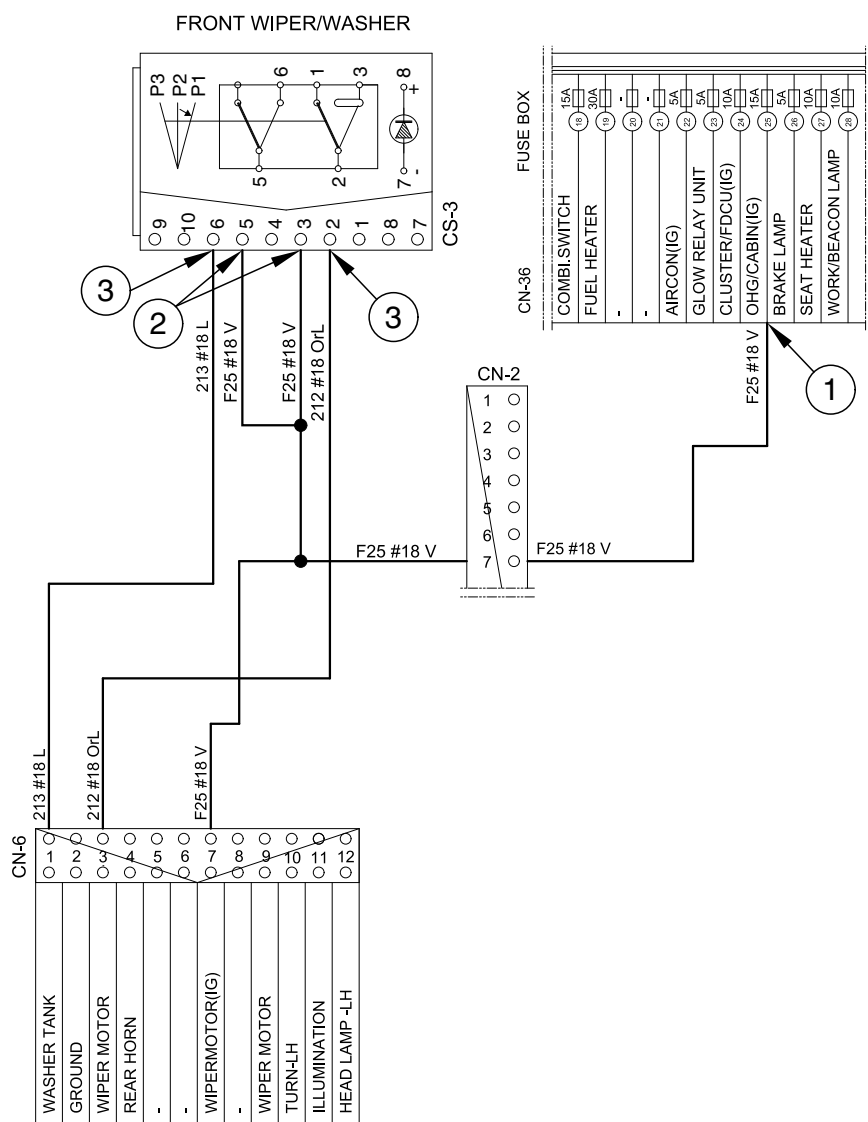 FRONT WIPER/WASHER
P3
P2
P1
6
1
3
8
+
5
2
7
-
9
10
6
5
4
3
2
1
8
7
CS-3
3
2
3
213 #18 L
F25 #18 V
F25 #18 V
212 #18 OrL
FUSE BOX
CN-36
15A
30A
-
-
5A
5A
10A
15A
5A
10A
10A
18
19
20
21
22
23
24
25
26
27
28
COMBI.SWITCH
FUEL HEATER
-
-
AIRCON(IG)
GLOW RELAY UNIT
CLUSTER/FDCU(IG)
OHG/CABIN(IG)
BRAKE LAMP
SEAT HEATER
WORK/BEACON LAMP
F25 #18 V
1
CN-2
1
2
3
4
5
6
7
F25 #18 V
F25 #18 V
213 #18 L
212 #18 OrL
F25 #18 V
CN-6
1 2 3 4 5 6 7 8 9 10 11 12
WASHER TANK
GROUND
WIPER MOTOR
REAR HORN
-
-
WIPERMOTOR(IG)
-
WIPER MOTOR
TURN-LH
ILLUMINATION
HEAD LAMP -LH